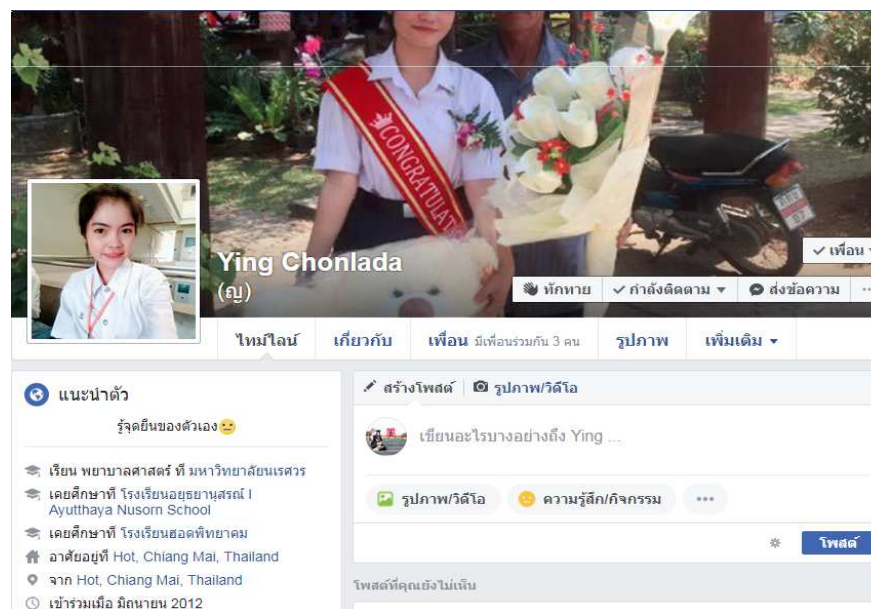 CONGRATULAT
Ying Chonlada
(ญ)
เพื่อน
ทักทาย
กำลังติดตาม
ส่งข้อความ
ไทม์ไลน์
เกี่ยวกับ
เพื่อน มีเพื่อนร่วมกัน 3 คน
รูปภาพ
เพิ่มเติม
แนะนำตัว
รู้จุดยืนของตัวเอง😐
เรียน พยาบาลศาสตร์ ที่ มหาวิทยาลัยนเรศวร
เคยศึกษาที่ โรงเรียนอยุธยานุสรณ์ l
Ayutthaya Nusorn School
เคยศึกษาที่ โรงเรียนฮอดพิทยาคม
อาศัยอยู่ที่ Hot, Chiang Mai, Thailand
จาก Hot, Chiang Mai, Thailand
เข้าร่วมเมื่อ มิถุนายน 2012
สร้างโพสต์
รูปภาพ/วิดีโอ
เขียนอะไรบางอย่างถึง Ying ...
รูปภาพ/วิดีโอ
ความรู้สึก/กิจกรรม
โพสต์
โพสต์ที่คุณยังไม่เห็น